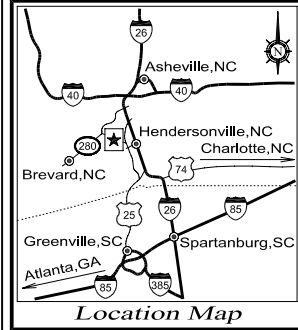 26
N
Asheville,NC
40
40
Hendersonville,NC
280
Charlotte,NC
74
Brevard,NC
25
26
85
Greenville,SC
Spartanburg,SC
Atlanta,GA
85
385
Location Map